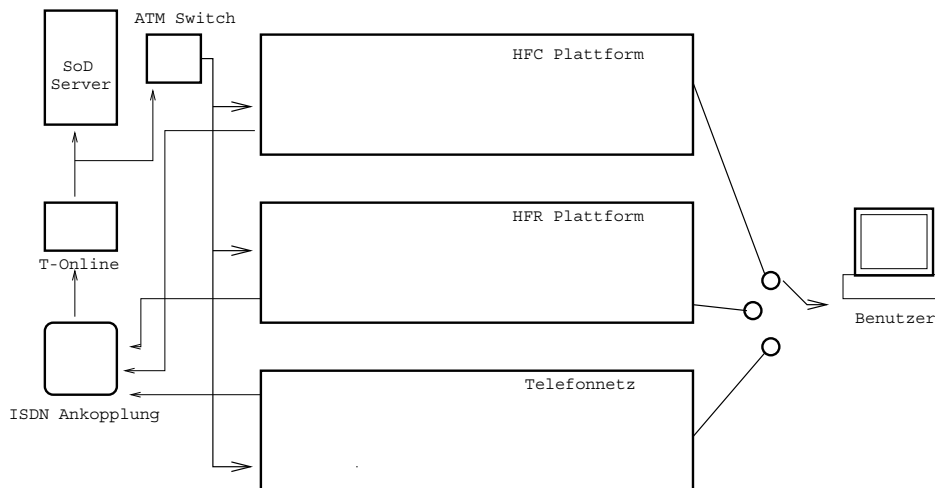 ATM Switch
SoD
Server
HFC Plattform
HFR Plattform
T-Online
Benutzer
Telefonnetz
ISDN Ankopplung